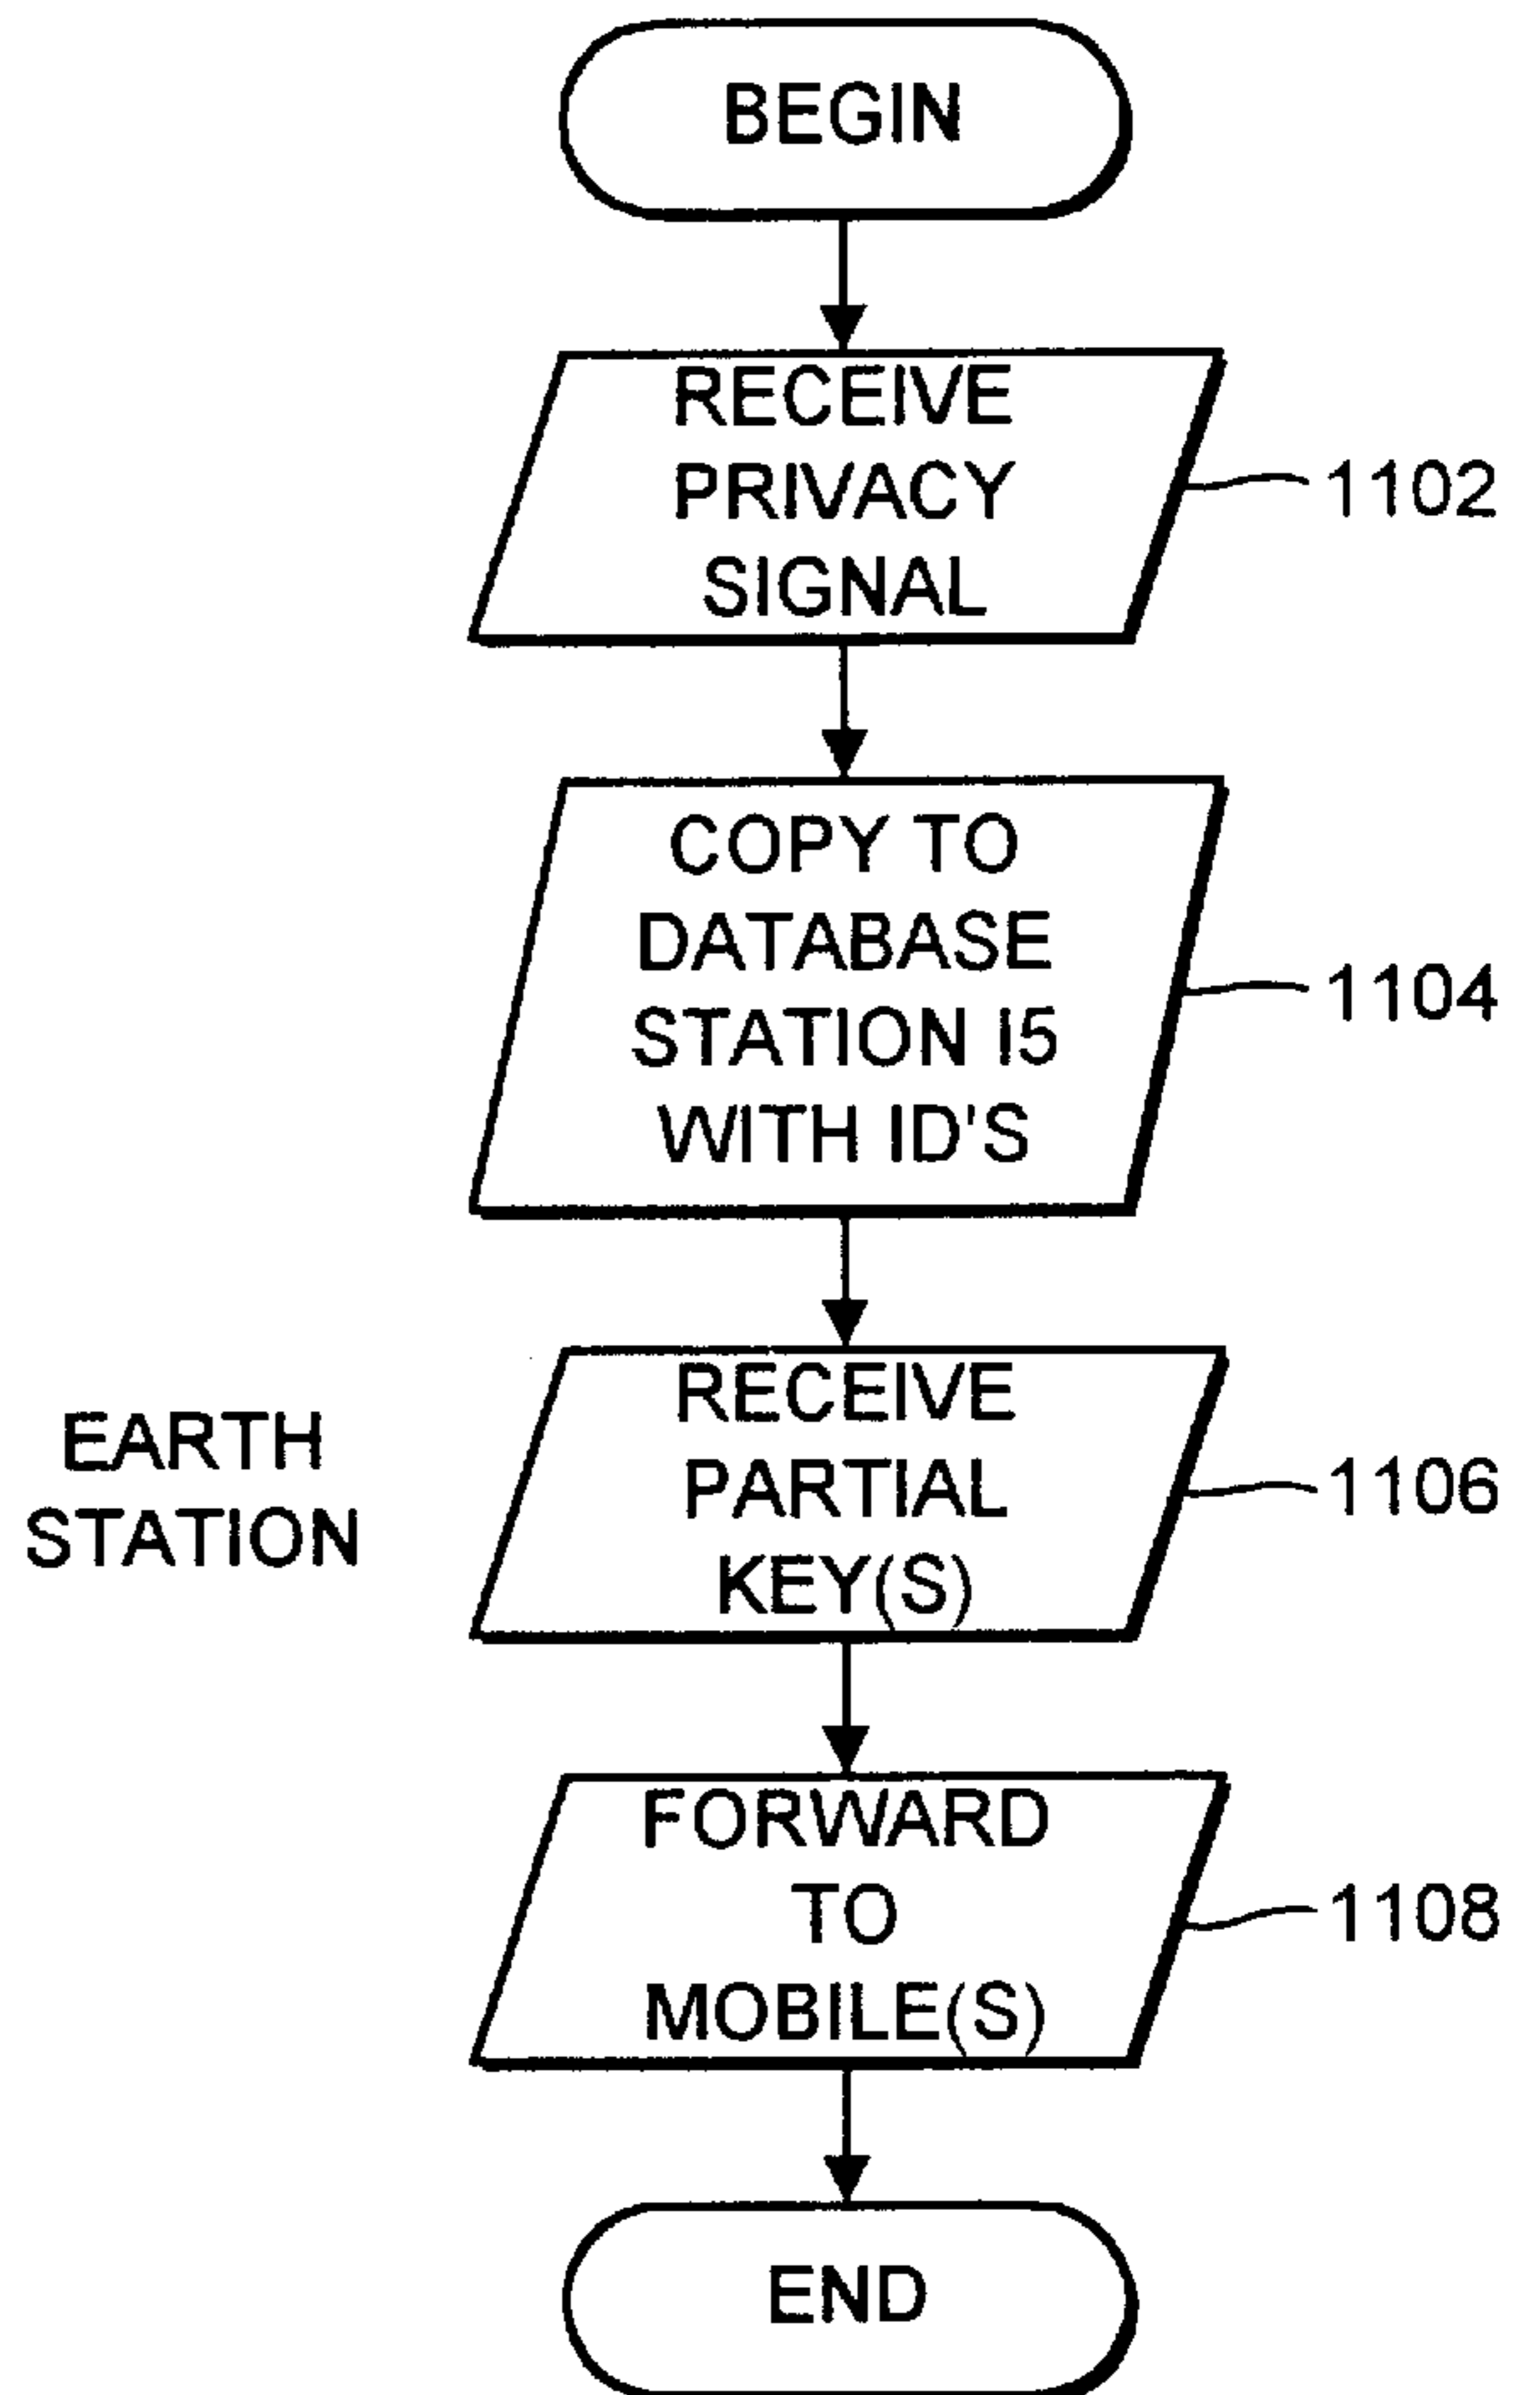 BEGIN
RECEIVE
PRIVACY
SIGNAL
1102
COPY TO
DATABASE
STATION I5
WITH ID'S
1104
EARTH
STATION
RECEIVE
PARTIAL
KEY(S)
1106
FORWARD
TO
MOBILE(S)
1108
END